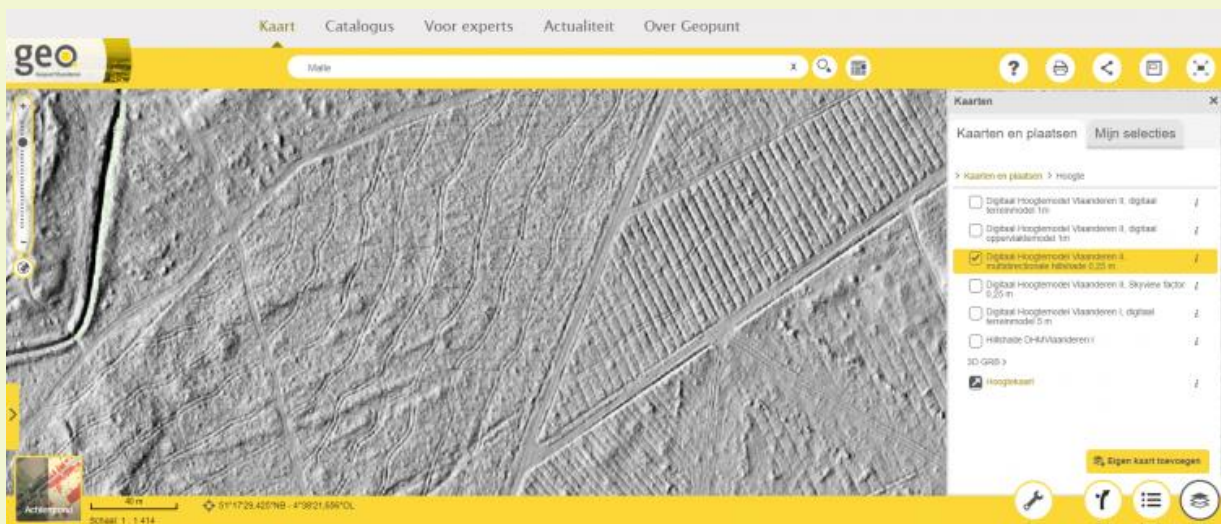 Kaart Catalogus Voor experts Actualiteit Over Geopunt
geo
Malle x
?
Kaarten x
Kaarten en plaatsen Mijn selecties
> Kaarten en plaatsen > Hoogte
Digitaal Hoogtemodel Vlaanderen II, digitaal terreinmodel 1m i
Digitaal Hoogtemodel Vlaanderen II, digitaal oppervlaktemodel 1m i
Digitaal Hoogtemodel Vlaanderen II, multidirectionale hillshade 0,25 m i
Digitaal Hoogtemodel Vlaanderen II, Skyview factor 0,25 m i
Digitaal Hoogtemodel Vlaanderen I, digitaal terreinmodel 5 m i
Hillshade DHMVlaanderen I i
3D GRB >
Hoogtekaart i
Eigen kaart toevoegen
Achtergrond
40 m
Schaal: 1 : 1 414